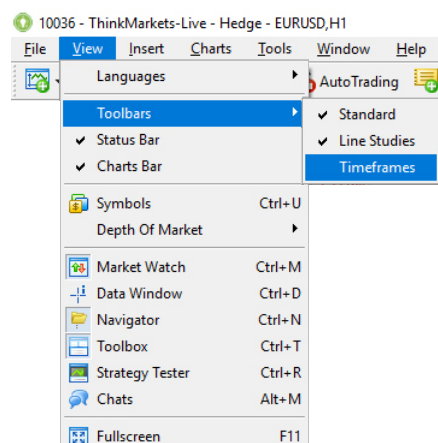 10036 - ThinkMarkets-Live - Hedge - EURUSD,H1
File View Insert Charts Tools Window Help
Languages
AutoTrading
Toolbars
Standard
Status Bar
Line Studies
Charts Bar
Timeframes
Symbols Ctrl+U
Depth Of Market
Market Watch Ctrl+M
Data Window Ctrl+D
Navigator Ctrl+N
Toolbox Ctrl+T
Strategy Tester Ctrl+R
Chats Alt+M
Fullscreen F11